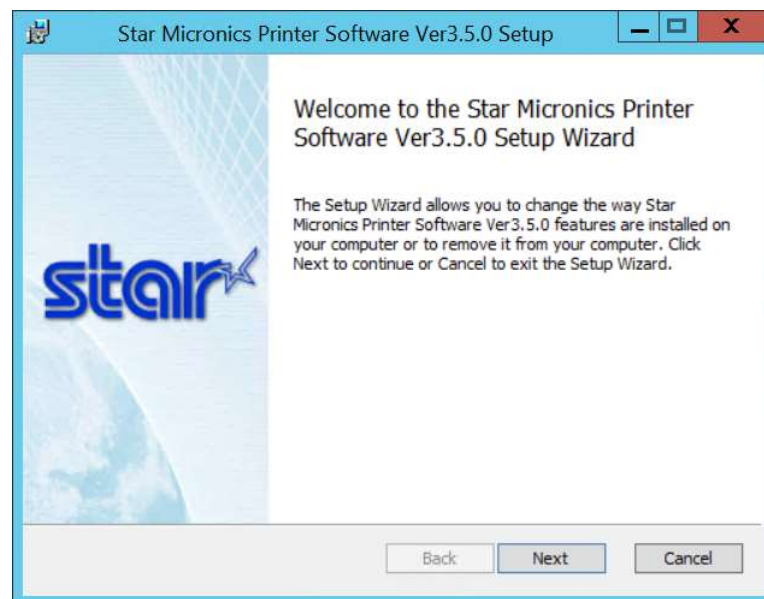 Star Micronics Printer Software Ver3.5.0 Setup
X
Welcome to the Star Micronics Printer
Software Ver3.5.0 Setup Wizard
The Setup Wizard allows you to change the way Star
Micronics Printer Software Ver3.5.0 features are installed on
your computer or to remove it from your computer. Click
Next to continue or Cancel to exit the Setup Wizard.
star
Back Next Cancel